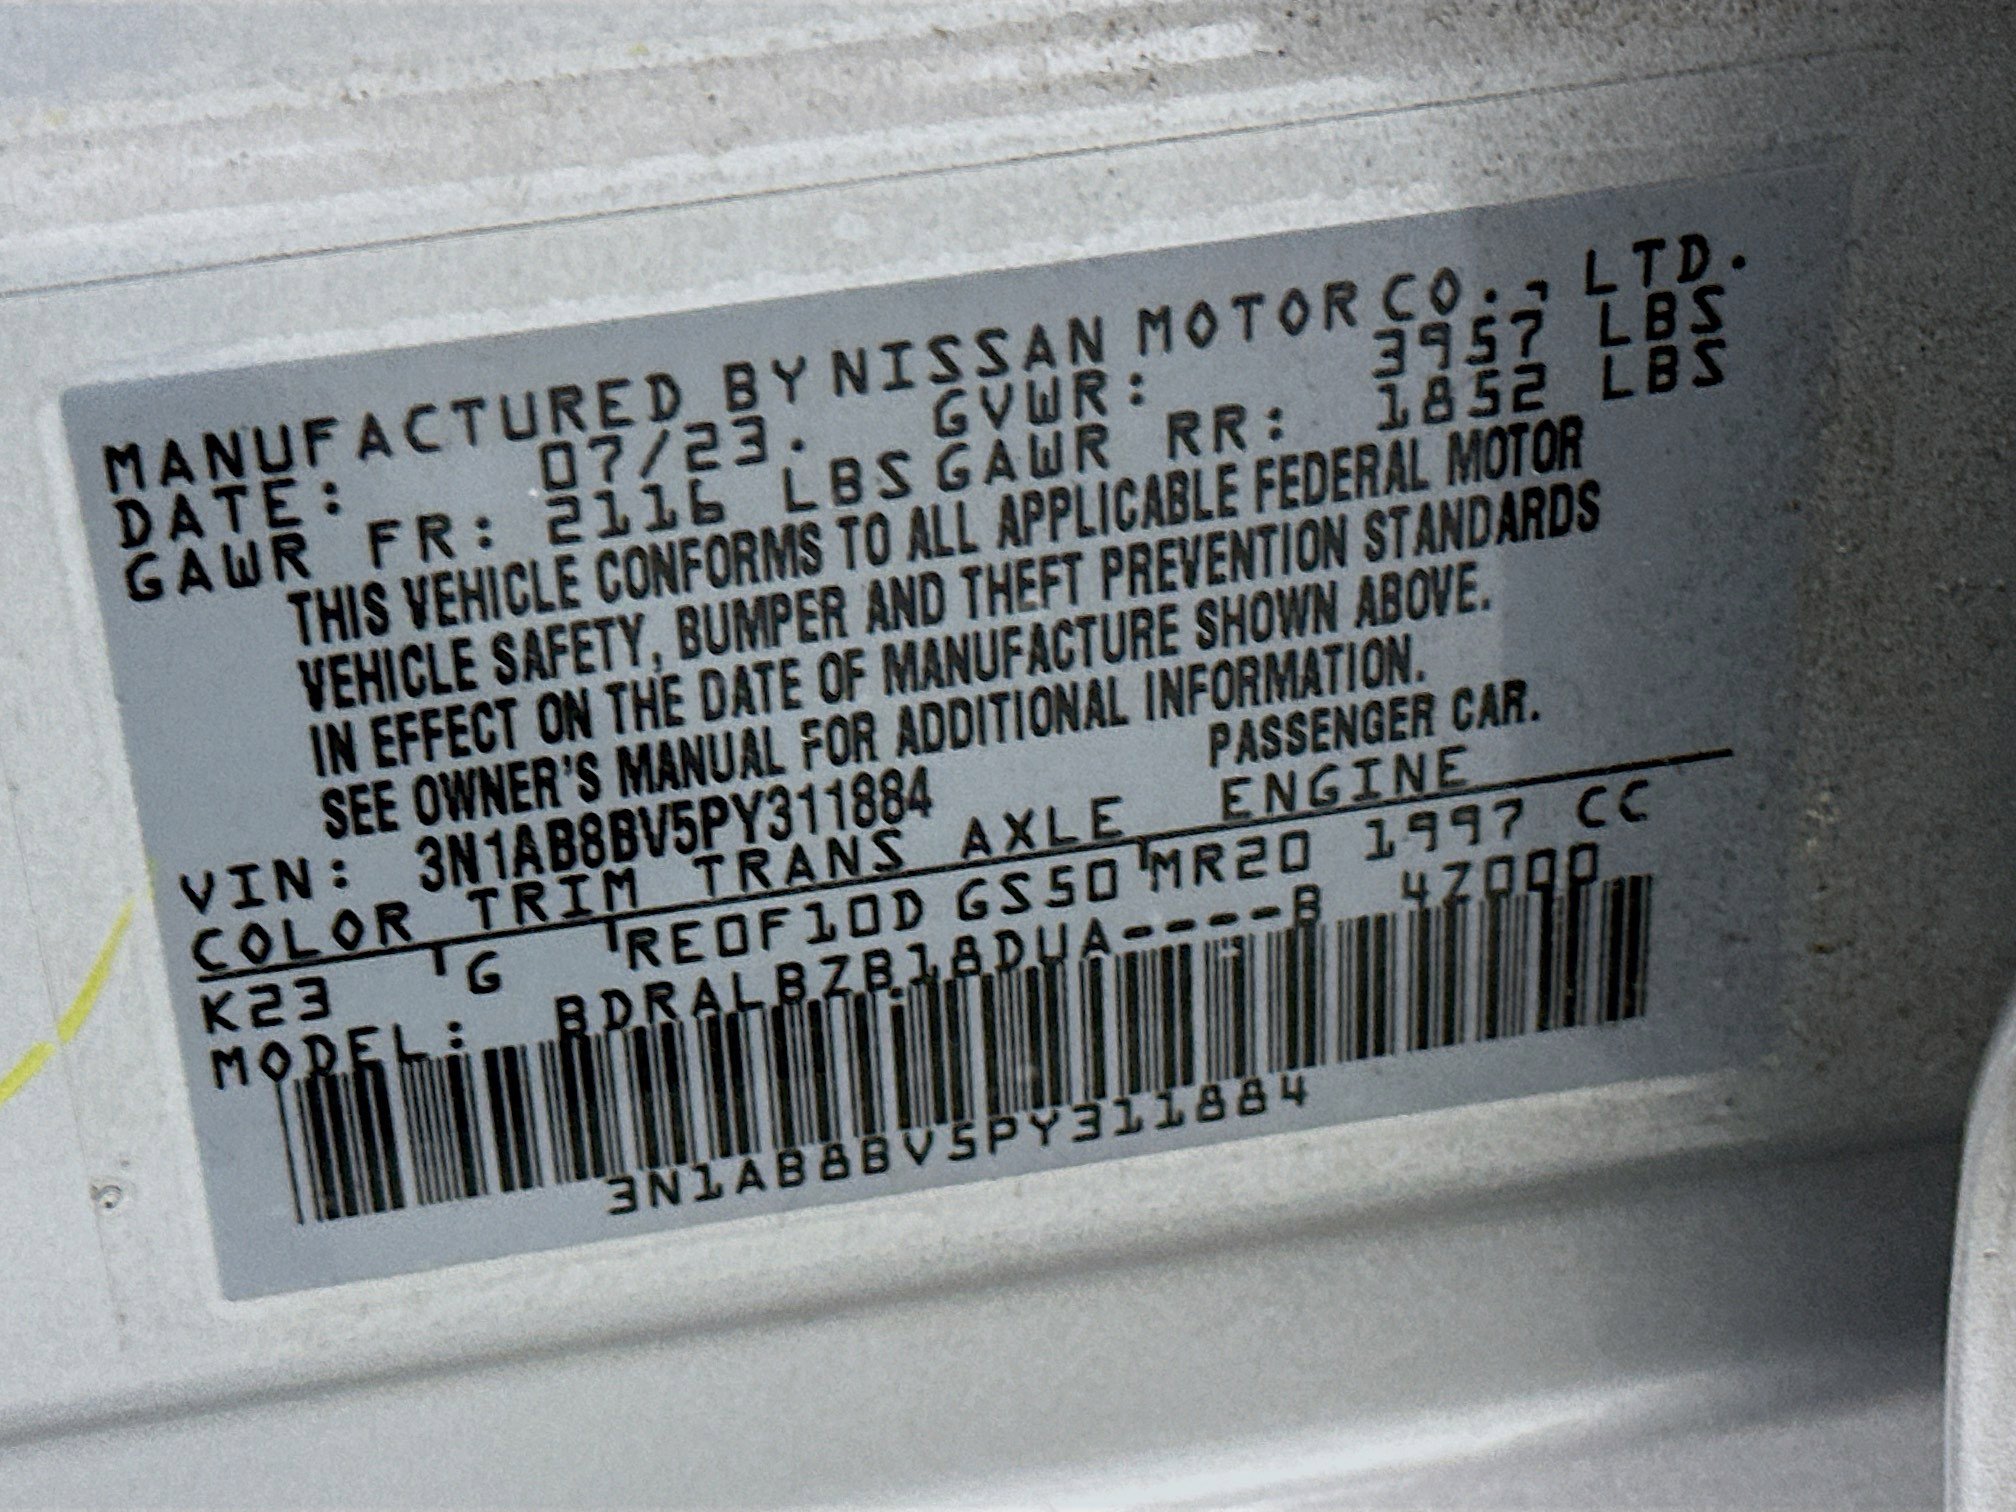 MANUFACTURED BY NISSAN MOTOR CO., LTD.
DATE: 07/23. GVWR: 3957 LBS
GAWR FR: 2116 LBS GAWR RR: 1852 LBS
THIS VEHICLE CONFORMS TO ALL APPLICABLE FEDERAL MOTOR
VEHICLE SAFETY, BUMPER AND THEFT PREVENTION STANDARDS
IN EFFECT ON THE DATE OF MANUFACTURE SHOWN ABOVE.
SEE OWNER'S MANUAL FOR ADDITIONAL INFORMATION.
VIN: 3N1AB8BV5PY311884 PASSENGER CAR.
COLOR TRIM TRANS AXLE ENGINE
K23 G RE0F10D GS50 MR20 1997 CC
MODEL: BDRALBZB18DUA----B 4Z000
3N1AB8BV5PY311884